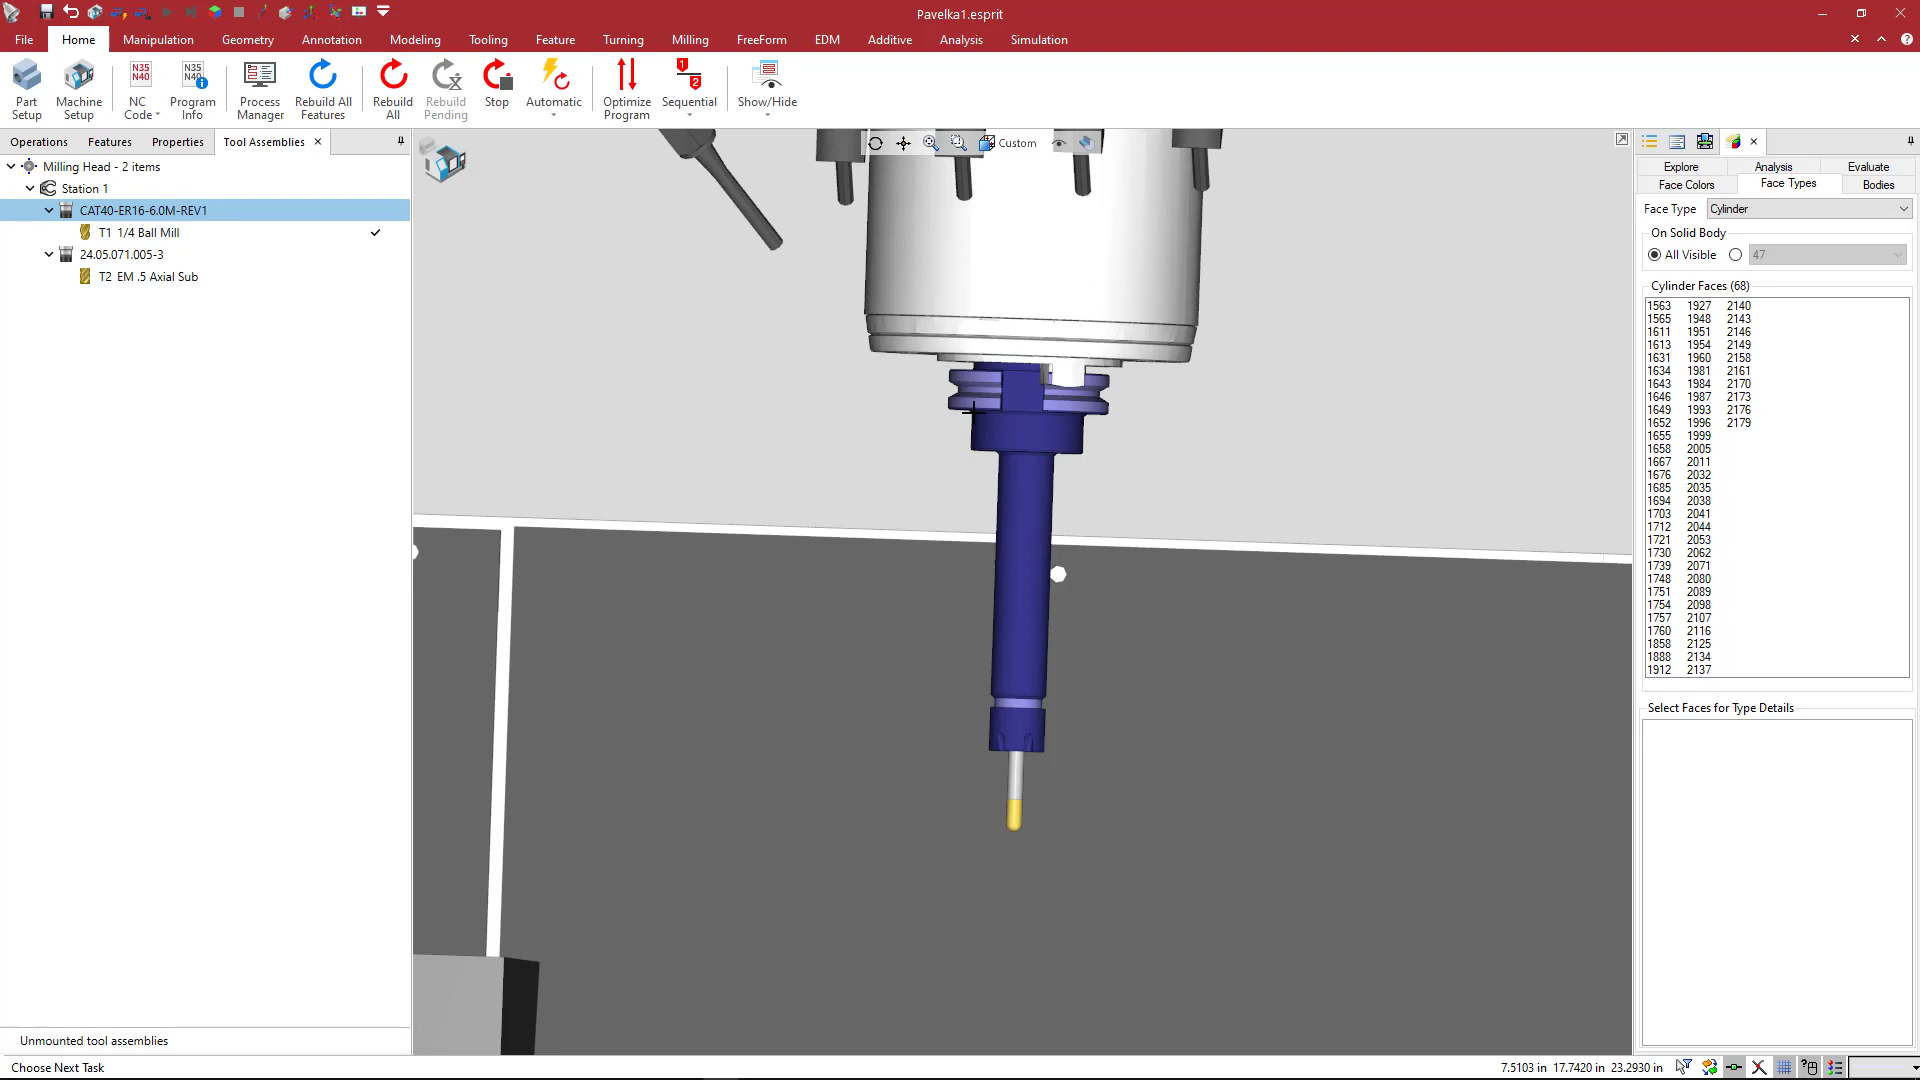 Pavelka1.esprit
File Home Manipulation Geometry Annotation Modeling Tooling Feature Turning Milling FreeForm EDM Additive Analysis Simulation
N35 N40
N35 N40
1 2
Part Setup
Machine Setup
NC Code
Program Info
Process Manager
Rebuild All Features
Rebuild All
Rebuild Pending
Stop
Automatic
Optimize Program
Sequential
Show/Hide
Operations Features Properties Tool Assemblies
Milling Head - 2 items
Station 1
CAT40-ER16-6.0M-REV1
T1 1/4 Ball Mill
24.05.071.005-3
T2 EM .5 Axial Sub
Unmounted tool assemblies
Custom
Explore Analysis Evaluate
Face Colors Face Types Bodies
Face Type Cylinder
On Solid Body
All Visible 47
Cylinder Faces (68)
1563 1927 2140
1565 1948 2143
1611 1951 2146
1613 1954 2149
1631 1960 2158
1634 1981 2161
1643 1984 2170
1646 1987 2173
1649 1993 2176
1652 1996 2179
1655 1999
1658 2005
1667 2011
1676 2032
1685 2035
1694 2038
1703 2041
1712 2044
1721 2053
1730 2062
1739 2071
1748 2080
1751 2089
1754 2098
1757 2107
1760 2116
1858 2125
1888 2134
1912 2137
Select Faces for Type Details
Choose Next Task
7.5103 in 17.7420 in 23.2930 in